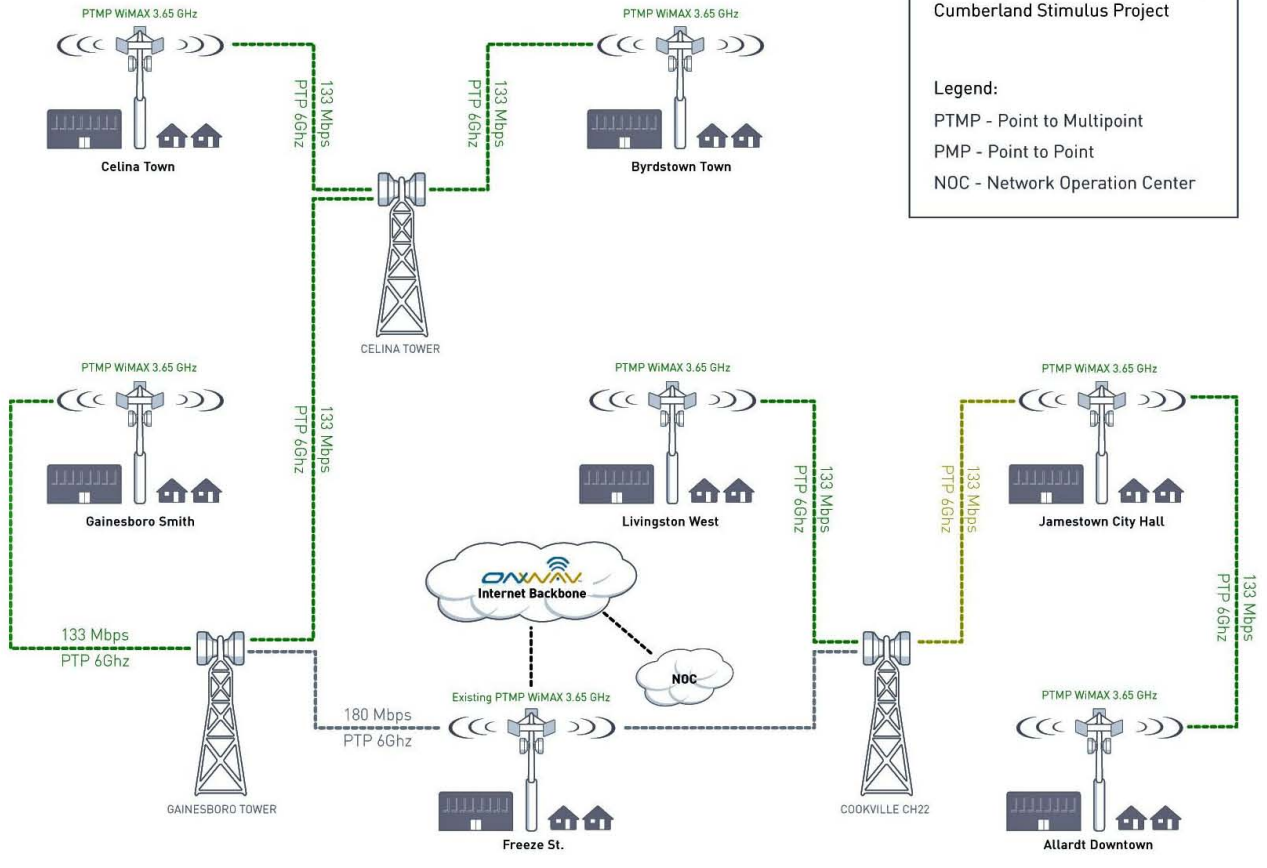 PTMP WiMAX 3.65 GHz
PTMP WiMAX 3.65 GHz
Cumberland Stimulus Project
Legend:
PTMP - Point to Multipoint
PMP - Point to Point
NOC - Network Operation Center
133 Mbps
PTP 6Ghz
133 Mbps
PTP 6Ghz
Celina Town
Byrdstown Town
CELINA TOWER
PTMP WiMAX 3.65 GHz
PTMP WiMAX 3.65 GHz
PTMP WiMAX 3.65 GHz
133 Mbps
PTP 6Ghz
133 Mbps
PTP 6Ghz
133 Mbps
PTP 6Ghz
Gainesboro Smith
Livingston West
Jamestown City Hall
ONWAV
Internet Backbone
133 Mbps
PTP 6Ghz
133 Mbps
PTP 6Ghz
NOC
Existing PTMP WiMAX 3.65 GHz
PTMP WiMAX 3.65 GHz
180 Mbps
PTP 6Ghz
GAINESBORO TOWER
COOKVILLE CH22
Freeze St.
Allardt Downtown